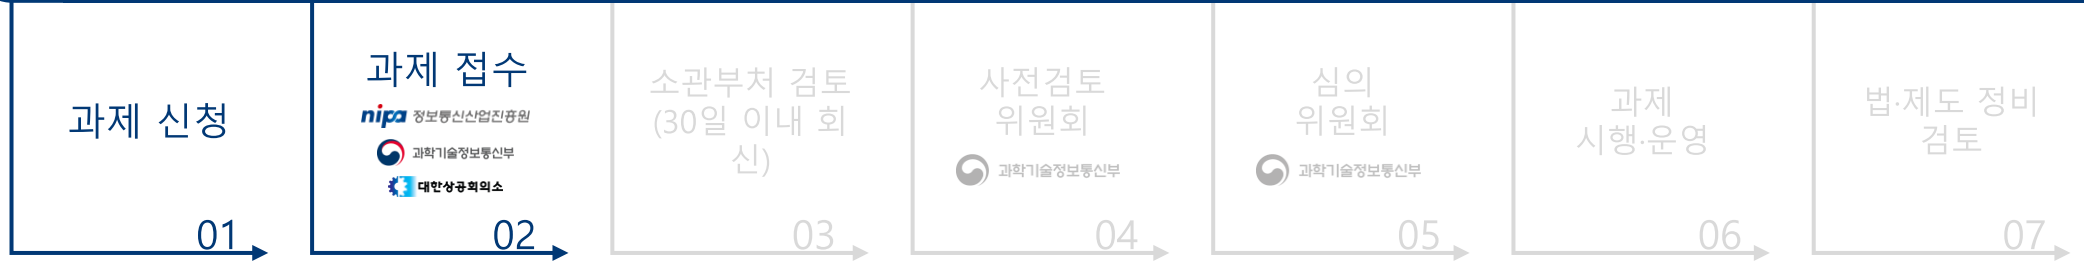 과제 신청
01
과제 접수
nipa 정보통신산업진흥원
과학기술정보통신부
대한상공회의소
02
소관부처 검토
(30일 이내 회
신)
03
사전검토
위원회
과학기술정보통신부
04
심의
위원회
과학기술정보통신부
05
과제
시행·운영
06
법·제도 정비
검토
07